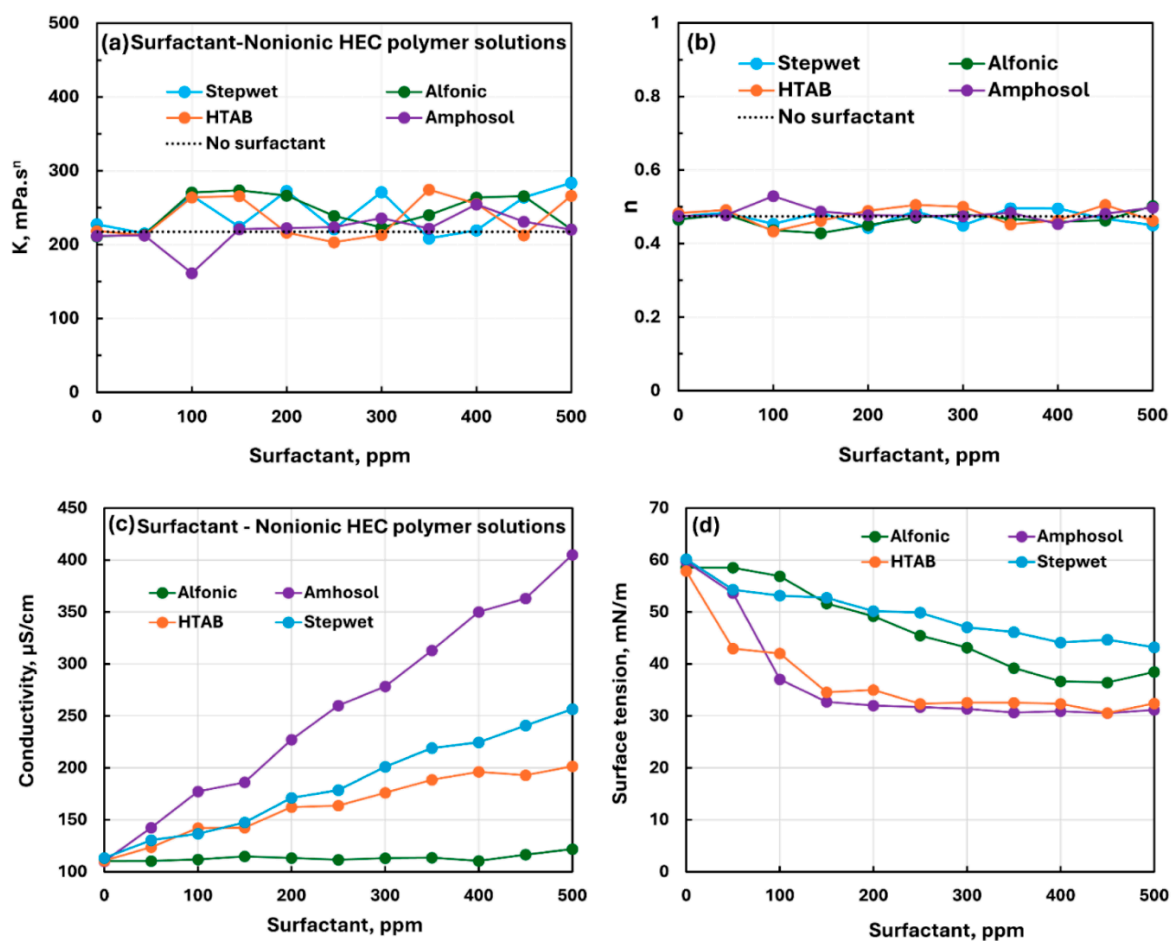 (a) Surfactant-Nonionic HEC polymer solutions
Stepwet
Alfonic
HTAB
Amphosol
No surfactant
500
400
300
200
100
0
K, mPa.sⁿ
0
100
200
300
400
500
Surfactant, ppm
(b)
Stepwet
Alfonic
HTAB
Amphosol
No surfactant
1
0.8
0.6
0.4
0.2
0
n
0
100
200
300
400
500
Surfactant, ppm
(c) Surfactant - Nonionic HEC polymer solutions
Alfonic
Amhosol
HTAB
Stepwet
450
400
350
300
250
200
150
100
Conductivity, µS/cm
0
100
200
300
400
500
Surfactant, ppm
(d)
Alfonic
Amphosol
HTAB
Stepwet
70
60
50
40
30
20
10
0
Surface tension, mN/m
0
100
200
300
400
500
Surfactant, ppm